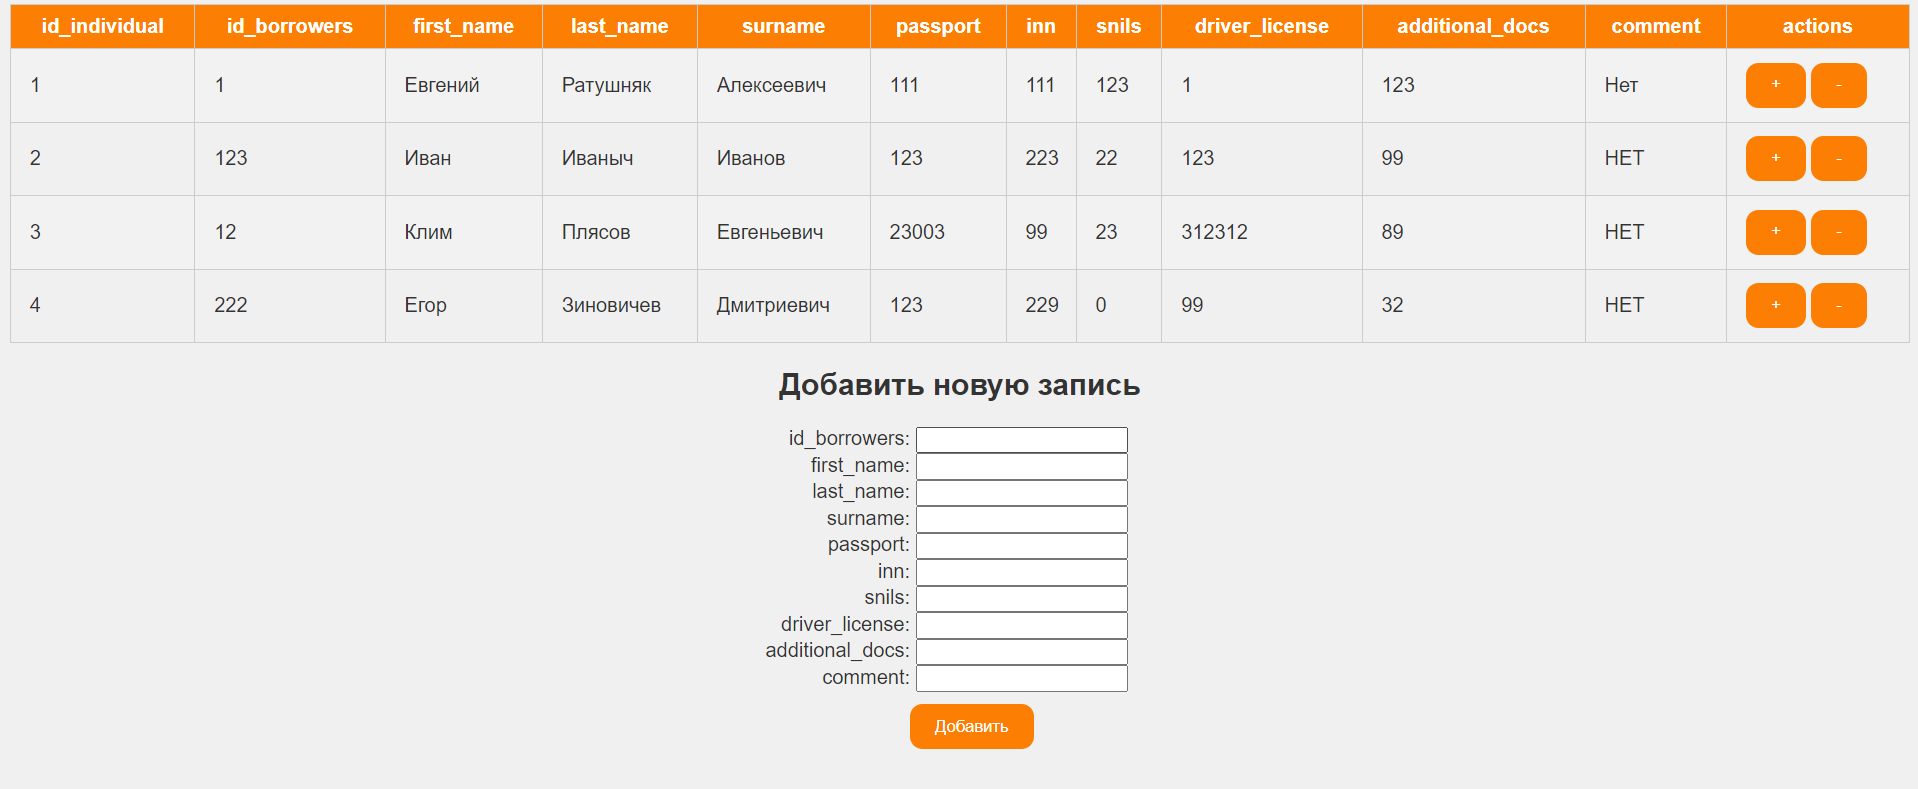 id_individual id_borrowers first_name last_name surname passport inn snils driver_license additional_docs comment actions
1 1 Евгений Ратушняк Алексеевич 111 111 123 1 123 Нет + -
2 123 Иван Иваныч Иванов 123 223 22 123 99 НЕТ + -
3 12 Клим Плясов Евгеньевич 23003 99 23 312312 89 НЕТ + -
4 222 Егор Зиновичев Дмитриевич 123 229 0 99 32 НЕТ + -
Добавить новую запись
id_borrowers:
first_name:
last_name:
surname:
passport:
inn:
snils:
driver_license:
additional_docs:
comment:
Добавить